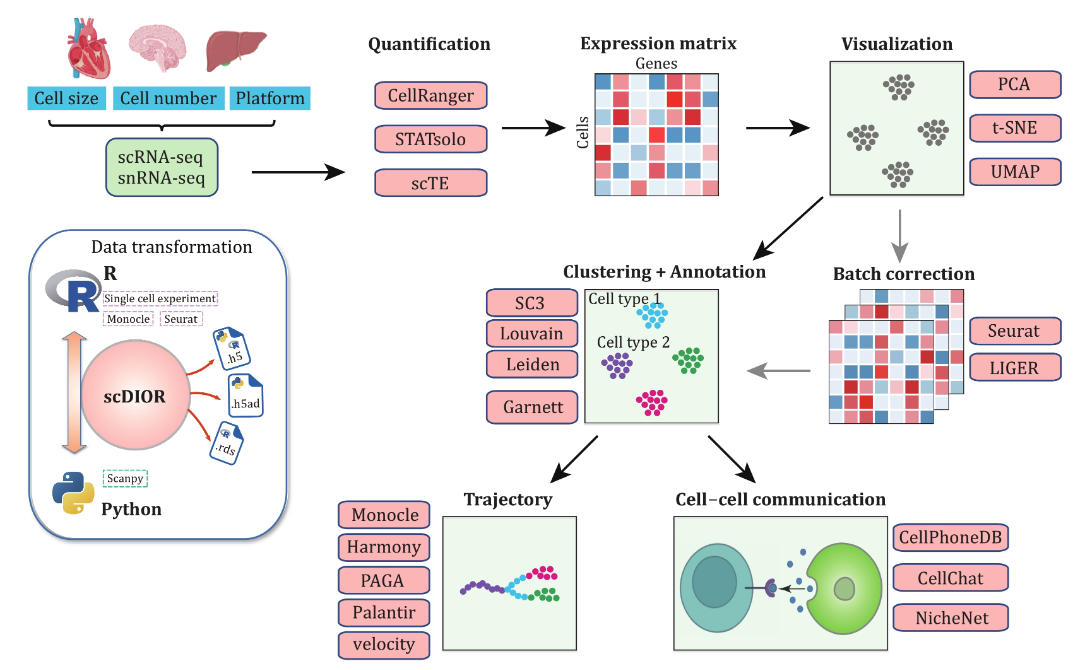 Cell size
Cell number
Platform
scRNA-seq
snRNA-seq
Quantification
CellRanger
STATsolo
scTE
Expression matrix
Genes
Cells
Visualization
PCA
t-SNE
UMAP
Data transformation
R
R
Single cell experiment
Monocle
Seurat
scDIOR
R
.h5
.h5ad
R
.rds
Scanpy
Python
Clustering + Annotation
SC3
Louvain
Leiden
Garnett
Cell type 1
Cell type 2
Batch correction
Seurat
LIGER
Trajectory
Monocle
Harmony
PAGA
Palantir
velocity
Cell–cell communication
CellPhoneDB
CellChat
NicheNet